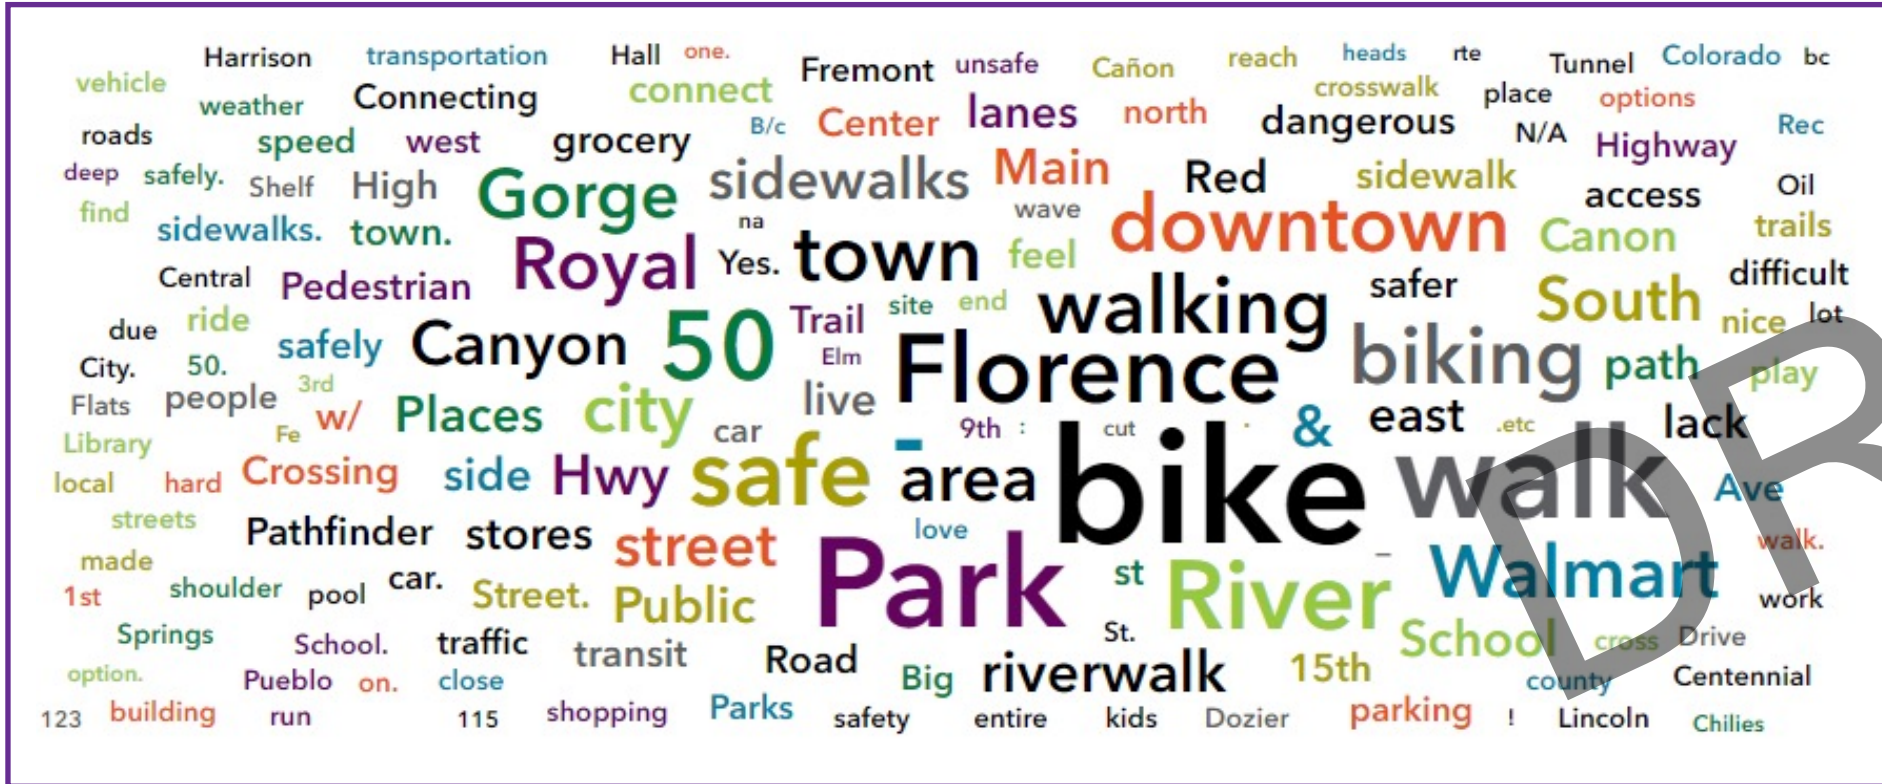 Harrison transportation Hall one. Fremont unsafe Cañon reach heads rte Tunnel Colorado bc
vehicle weather Connecting connect crosswalk place options
roads speed west grocery B/c Center lanes north dangerous N/A Highway Rec
deep safely. Shelf High Gorge sidewalks Main Red sidewalk access Oil
find sidewalks. town. na wave downtown Canon trails
Central Pedestrian Royal Yes. town feel walking safer South difficult
due ride safely Canyon 50 Trail site end Florence biking path nice lot
City. 50. Elm play
Flats people 3rd w/ Places city live & east .etc lack
Library Fe car - 9th : cut .
local hard Crossing side Hwy safe area bike walk Ave
streets Pathfinder stores street love Walmart walk.
made shoulder pool car. Street. Public Park st River _ work
1st
Springs School. traffic transit Road St. School cross Drive
option. Pueblo on. close Big riverwalk 15th county Centennial
123 building run 115 shopping Parks safety entire kids Dozier parking ! Lincoln Chilies
DR